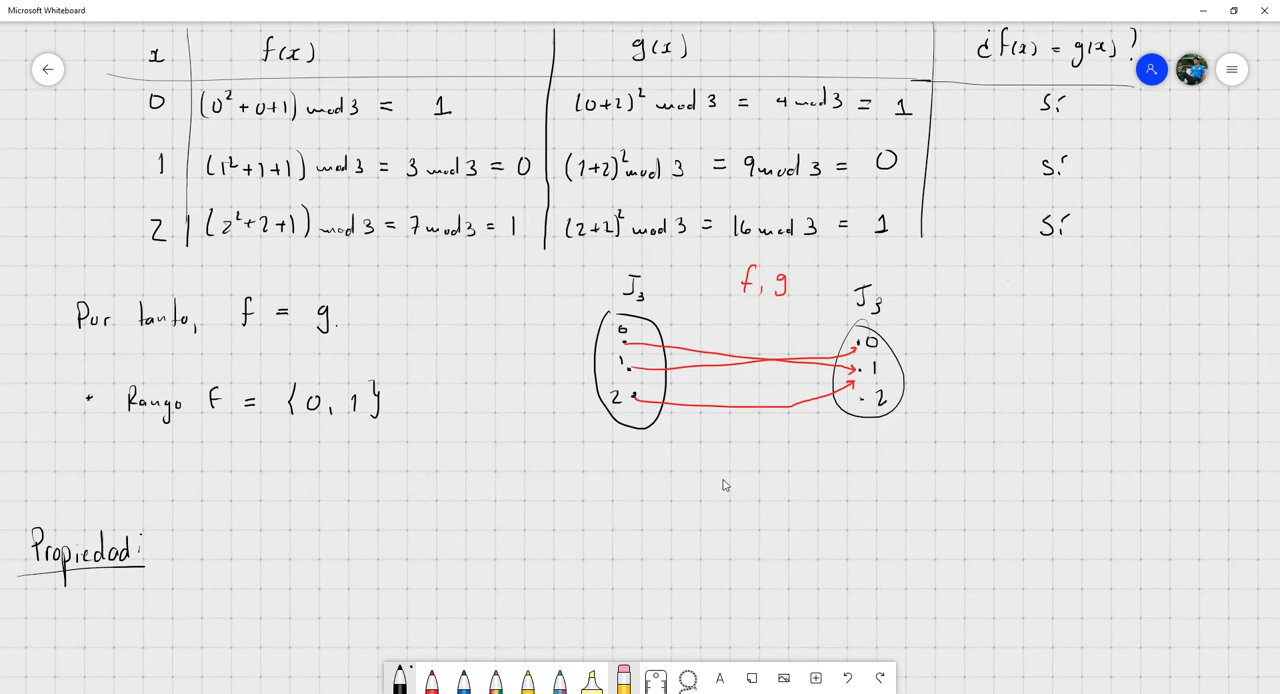 Microsoft Whiteboard
x f(x) g(x) ¿f(x) = g(x)?
0 (0² + 0+1) mod 3 = 1 (0+2)² mod 3 = 4 mod 3 = 1 Sí
1 (1²+1+1) mod 3 = 3 mod 3 = 0 (1+2)² mod 3 = 9 mod 3 = 0 Sí
2 (2²+2+1) mod 3 = 7 mod 3 = 1 (2+2)² mod 3 = 16 mod 3 = 1 Sí
J₃ f, g J₃
Por tanto, f = g.
0 0
1 1
2 2
* Rango F = {0, 1}
Propiedad: